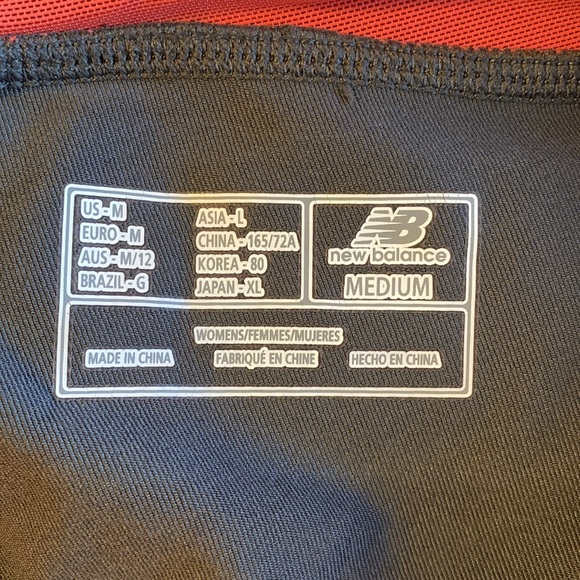 US - M
EURO - M
AUS - M/12
BRAZIL - G
ASIA - L
CHINA - 165/72A
KOREA - 80
JAPAN - XL
NB
new balance
MEDIUM
WOMENS/FEMMES/MUJERES
MADE IN CHINA FABRIQUÉ EN CHINE HECHO EN CHINA